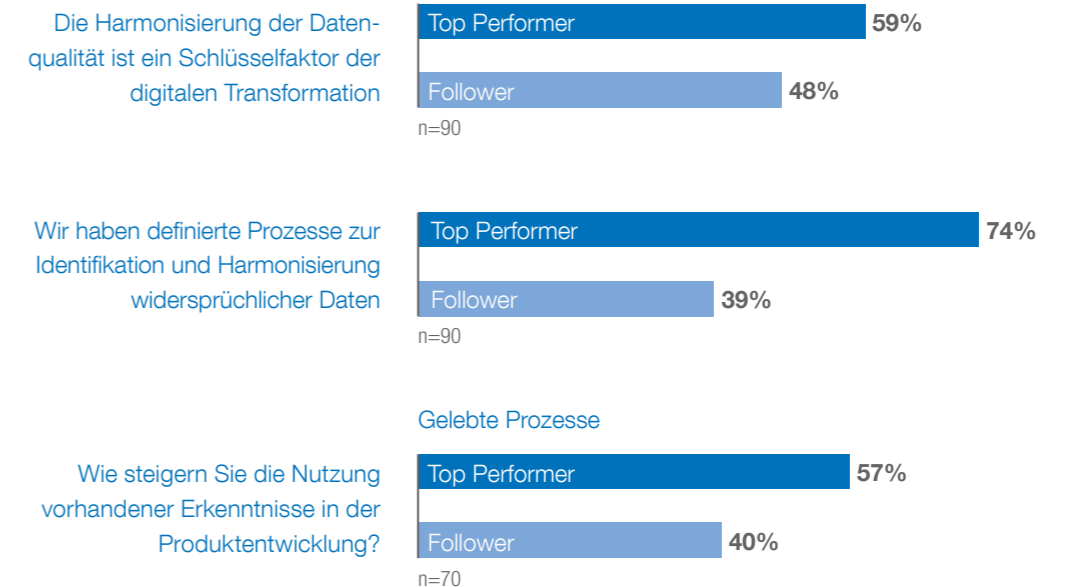 Die Harmonisierung der Daten-
qualität ist ein Schlüsselfaktor der
digitalen Transformation
Top Performer 59%
Follower 48%
n=90
Wir haben definierte Prozesse zur
Identifikation und Harmonisierung
widersprüchlicher Daten
Top Performer 74%
Follower 39%
n=90
Gelebte Prozesse
Wie steigern Sie die Nutzung
vorhandener Erkenntnisse in der
Produktentwicklung?
Top Performer 57%
Follower 40%
n=70